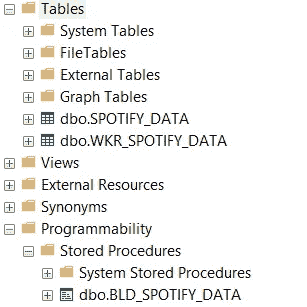 Tables
System Tables
FileTables
External Tables
Graph Tables
dbo.SPOTIFY_DATA
dbo.WKR_SPOTIFY_DATA
Views
External Resources
Synonyms
Programmability
Stored Procedures
System Stored Procedures
dbo.BLD_SPOTIFY_DATA